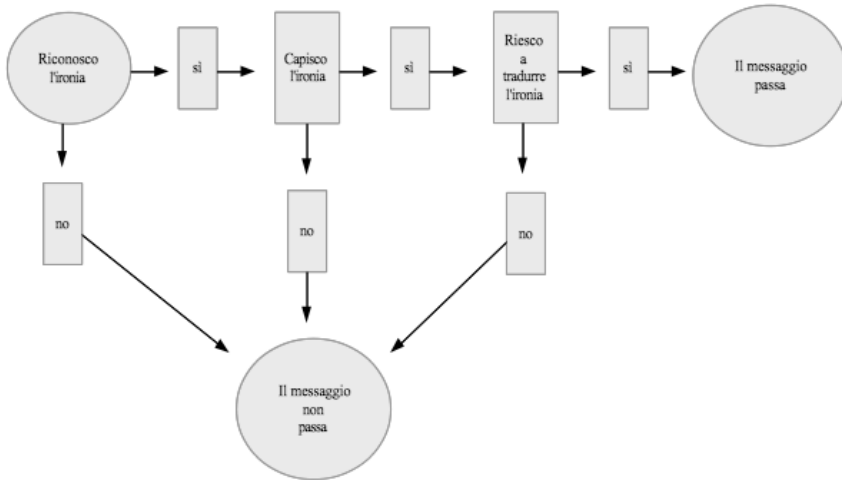 Riconosco
l'ironia
sì
Capisco
l'ironia
sì
Riesco
a
tradurre
l'ironia
sì
Il messaggio
passa
no
no
no
Il messaggio
non
passa